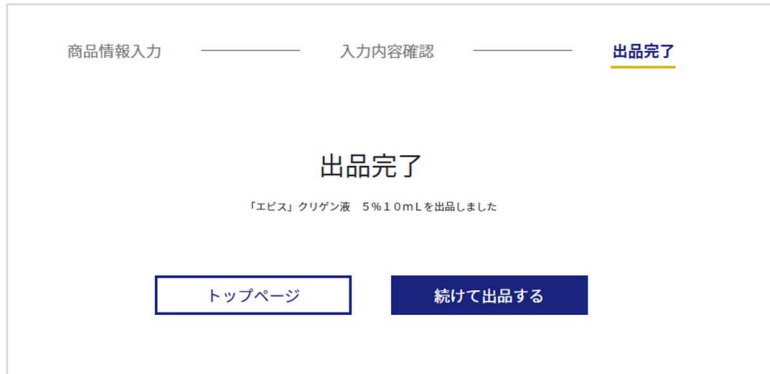 商品情報入力 入力内容確認 出品完了
出品完了
「エビス」クリゲン液　５％１０ｍＬを出品しました
トップページ 続けて出品する